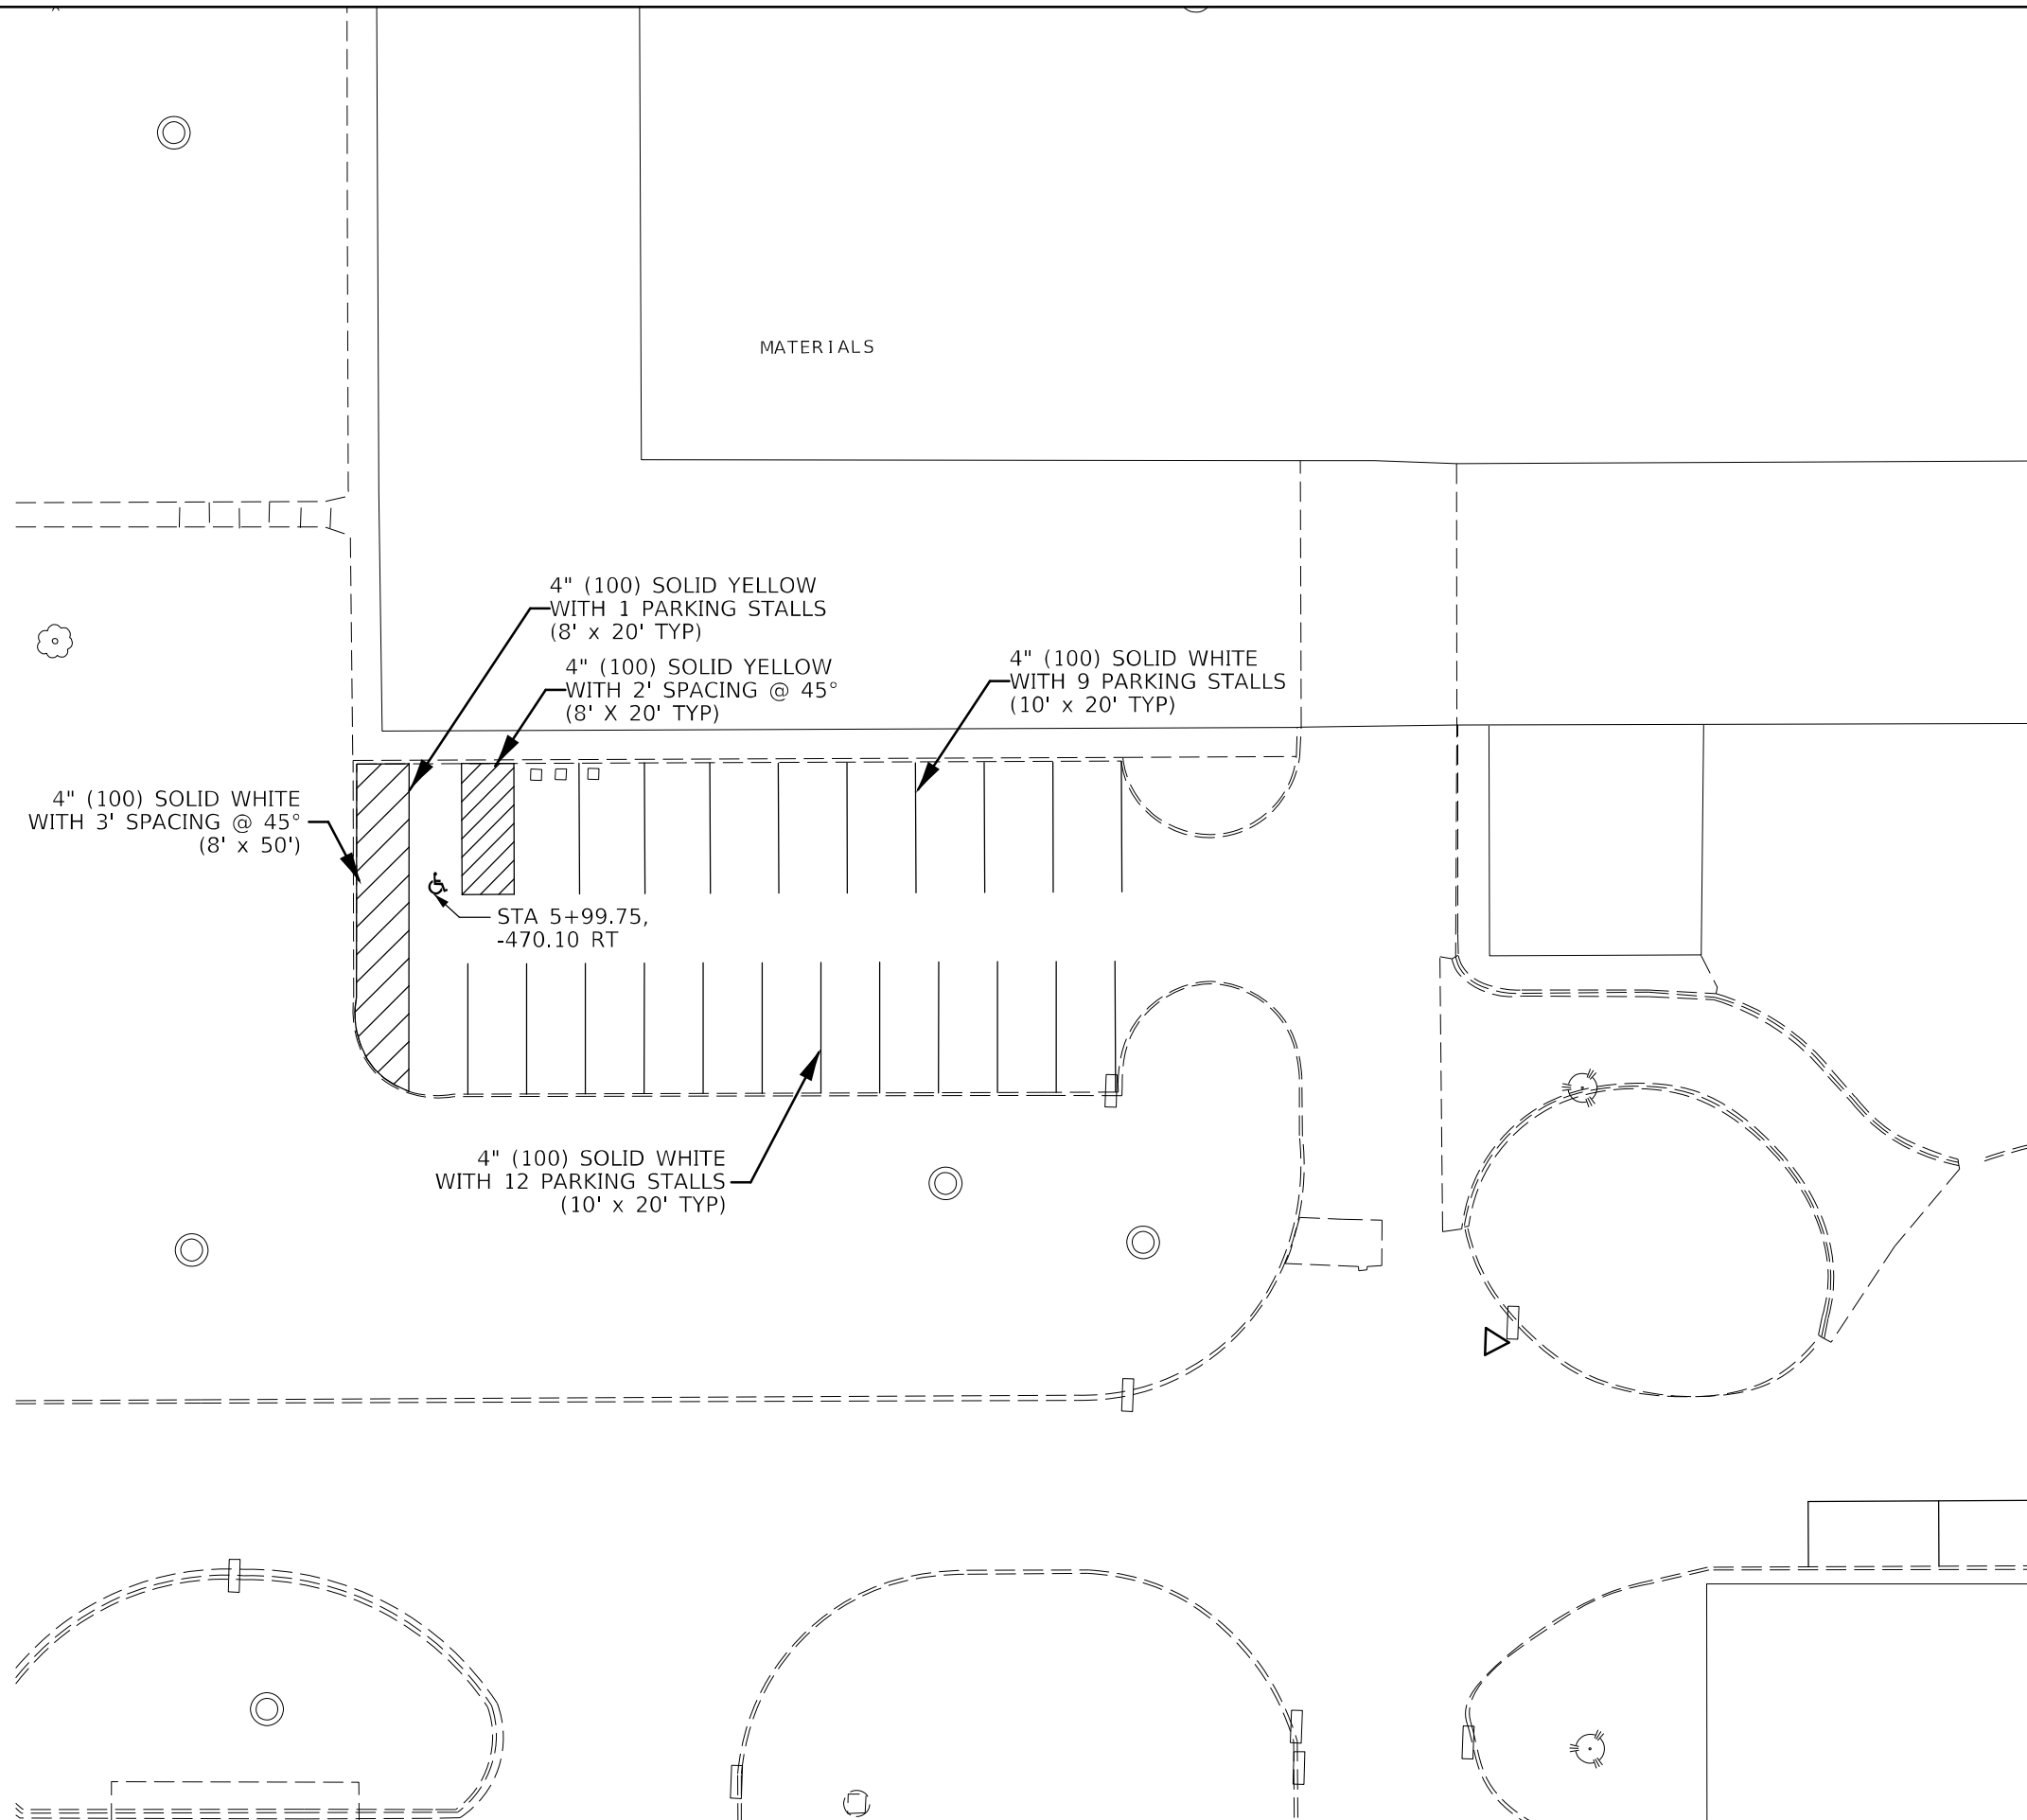 MATERIALS
4" (100) SOLID YELLOW
WITH 1 PARKING STALLS
(8' x 20' TYP)
4" (100) SOLID YELLOW
WITH 2' SPACING @ 45°
(8' X 20' TYP)
4" (100) SOLID WHITE
WITH 9 PARKING STALLS
(10' x 20' TYP)
4" (100) SOLID WHITE
WITH 3' SPACING @ 45°
(8' x 50')
STA 5+99.75,
-470.10 RT
4" (100) SOLID WHITE
WITH 12 PARKING STALLS
(10' x 20' TYP)